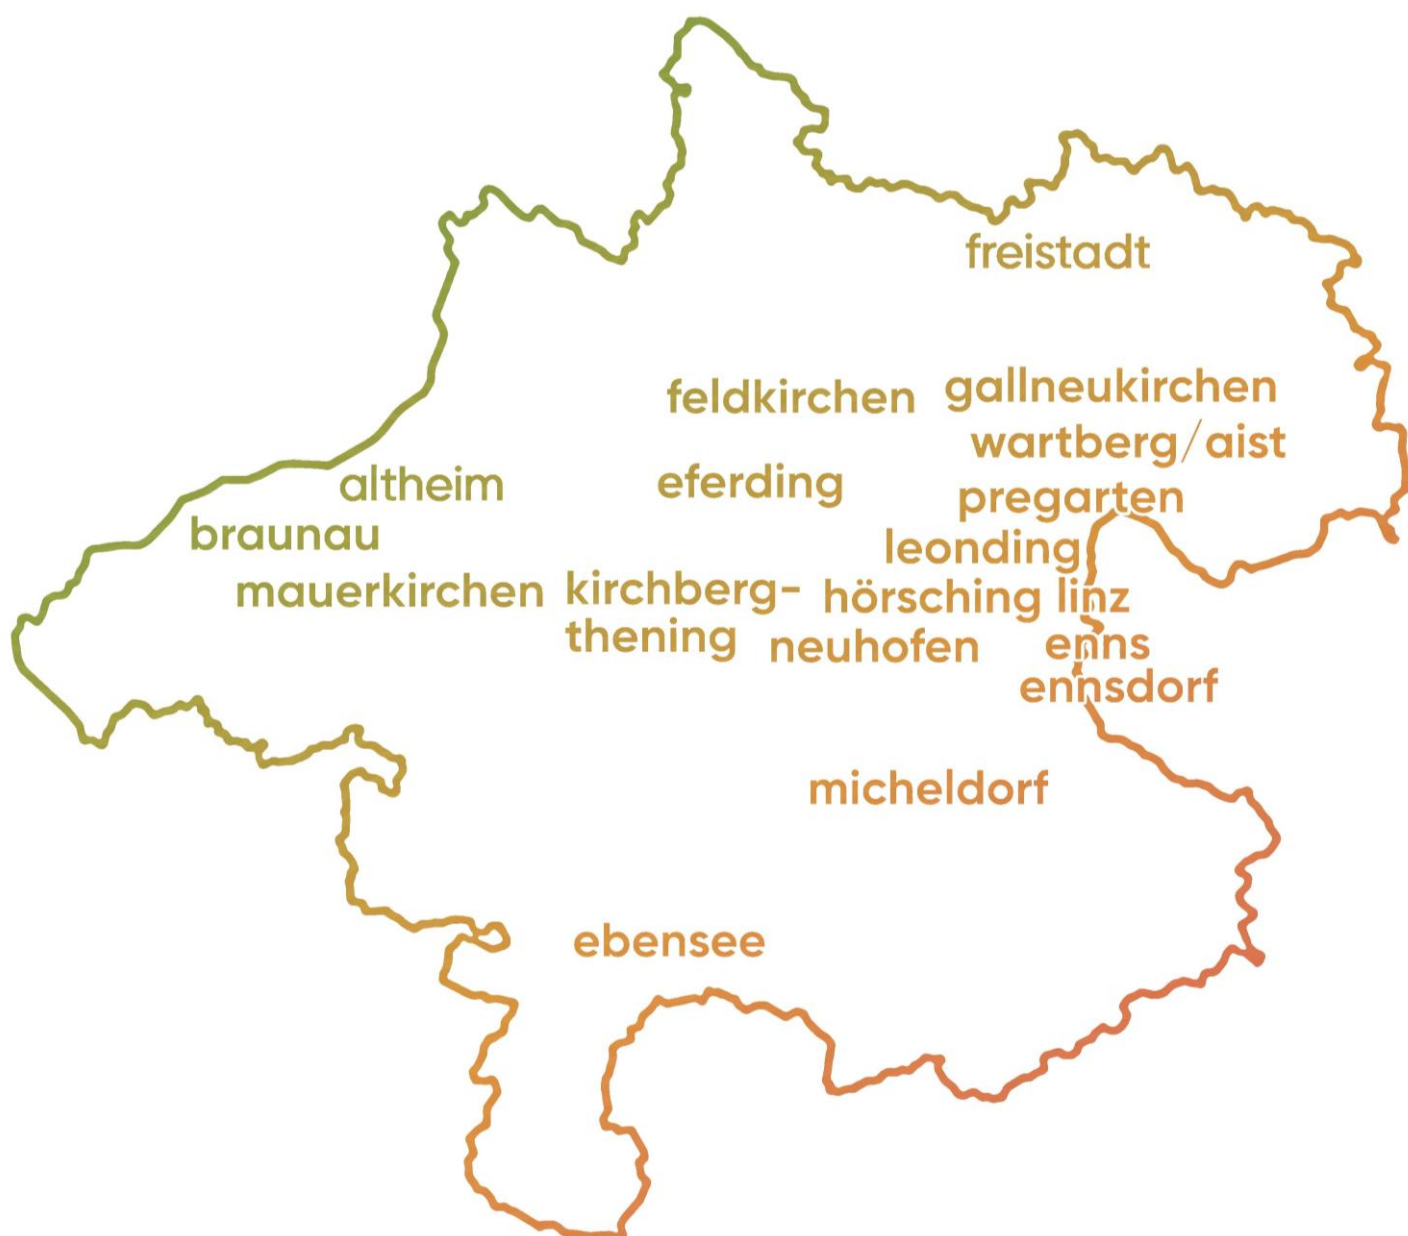 freistadt
feldkirchen
gallneukirchen
wartberg/aist
altheim
eferding
pregarten
braunau
leonding
mauerkirchen
kirchberg-
thening
hörsching
linz
neuhofen
enns
ennsdorf
micheldorf
ebensee